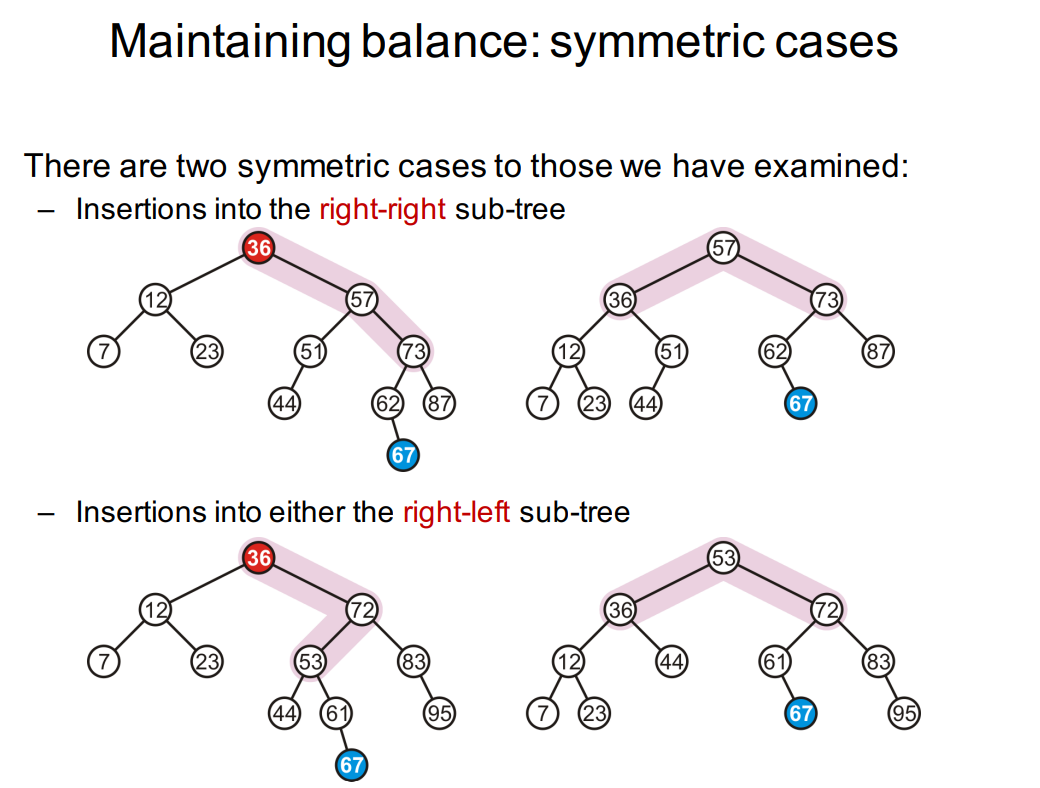 Maintaining balance: symmetric cases
There are two symmetric cases to those we have examined:
– Insertions into the right-right sub-tree
36 57
12 57 36 73
7 23 51 73 12 51 62 87
44 62 87 7 23 44 67
67
– Insertions into either the right-left sub-tree
36 53
12 72 36 72
7 23 53 83 12 44 61 83
44 61 95 7 23 67 95
67